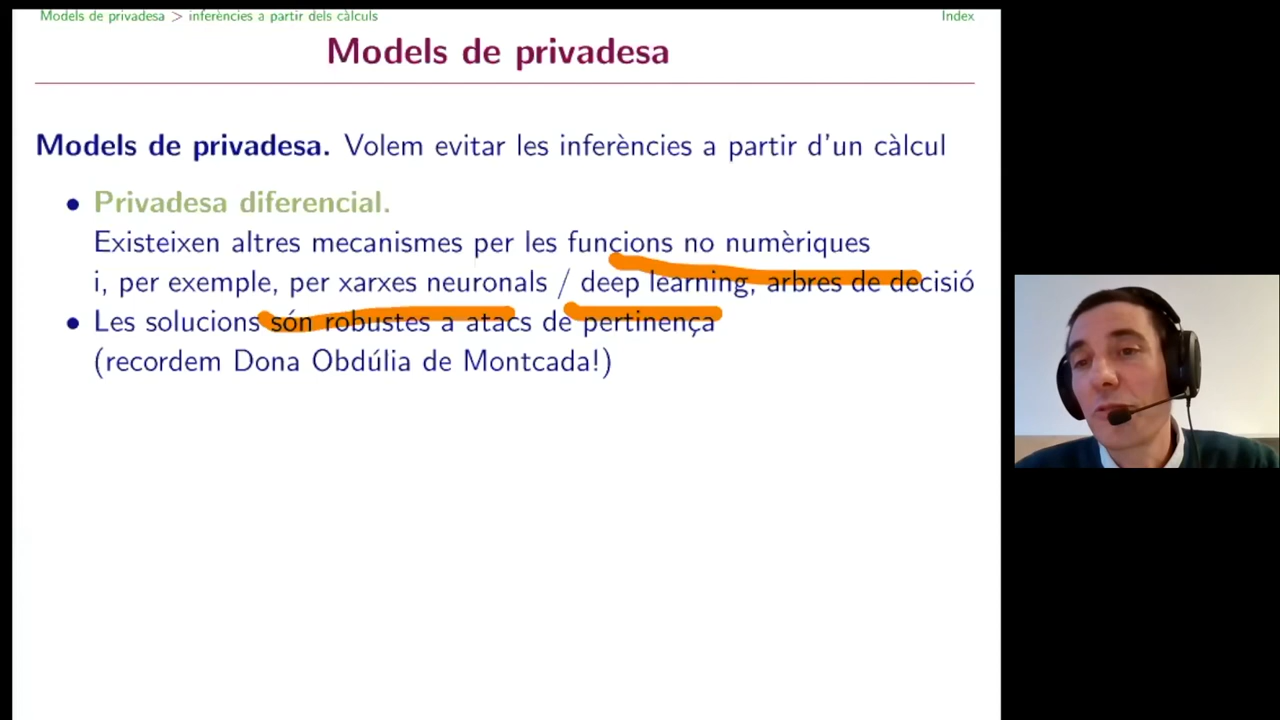 Models de privadesa > inferències a partir dels càlculs
Index
Models de privadesa
Models de privadesa. Volem evitar les inferències a partir d'un càlcul
• Privadesa diferencial.
Existeixen altres mecanismes per les funcions no numèriques
i, per exemple, per xarxes neuronals / deep learning, arbres de decisió
• Les solucions són robustes a atacs de pertinença
(recordem Dona Obdúlia de Montcada!)